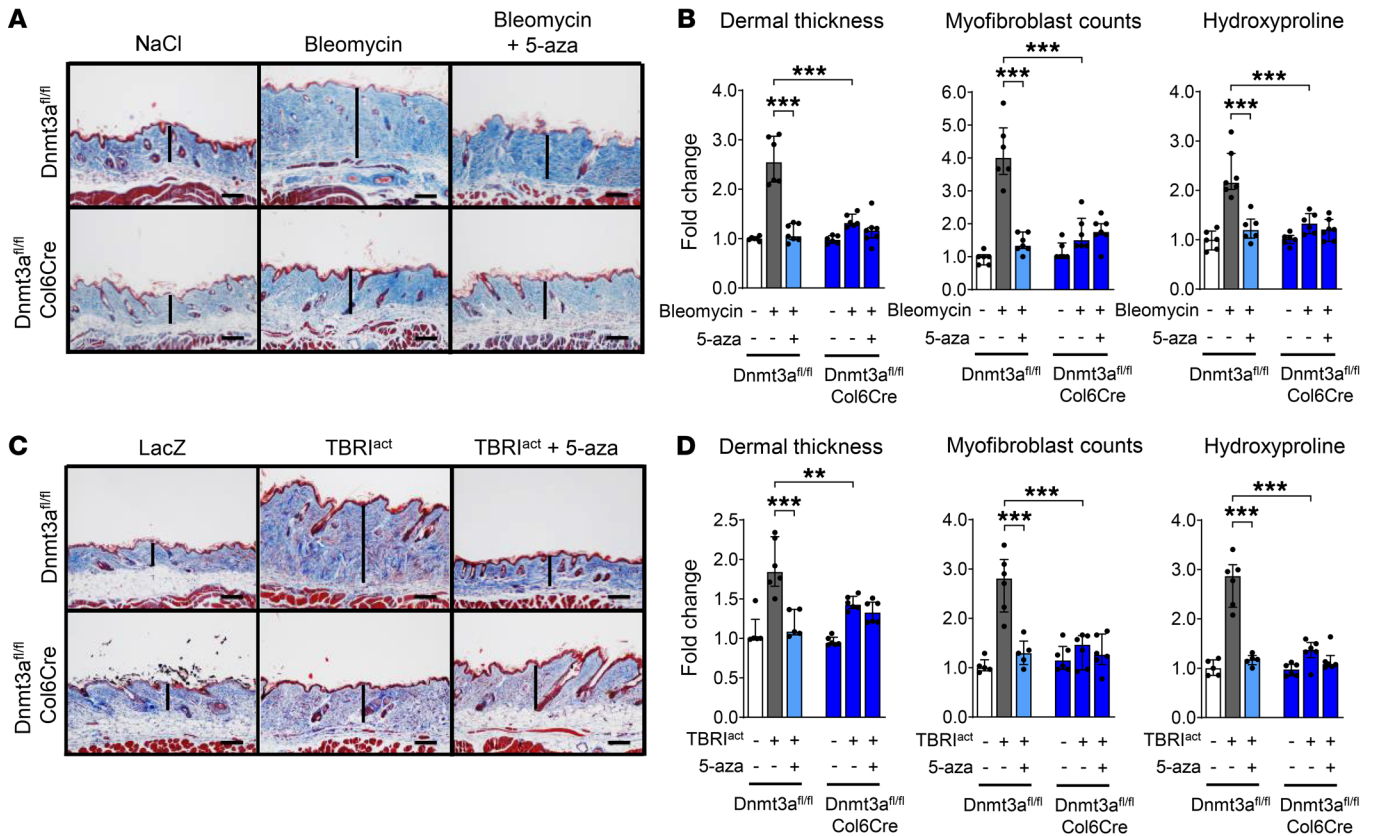 A
NaCl
Bleomycin
Bleomycin
+ 5-aza
Dnmt3afl/fl
Dnmt3afl/fl
Col6Cre
B
Dermal thickness
Myofibroblast counts
Hydroxyproline
Fold change
4.0
3.0
2.0
1.0
0.0
***
***
6.0
5.0
4.0
3.0
2.0
1.0
0.0
***
***
4.0
3.0
2.0
1.0
0.0
***
***
Bleomycin - + + - + +
5-aza - - + - - +
Dnmt3afl/fl Dnmt3afl/fl
Col6Cre
Bleomycin - + + - + +
5-aza - - + - - +
Dnmt3afl/fl Dnmt3afl/fl
Col6Cre
Bleomycin - + + - + +
5-aza - - + - - +
Dnmt3afl/fl Dnmt3afl/fl
Col6Cre
C
LacZ
TBRIact
TBRIact + 5-aza
Dnmt3afl/fl
Dnmt3afl/fl
Col6Cre
D
Dermal thickness
Myofibroblast counts
Hydroxyproline
Fold change
2.5
2.0
1.5
1.0
0.5
0.0
**
***
4.0
3.0
2.0
1.0
0.0
***
***
4.0
3.0
2.0
1.0
0.0
***
***
TBRIact - + + - + +
5-aza - - + - - +
Dnmt3afl/fl Dnmt3afl/fl
Col6Cre
TBRIact - + + - + +
5-aza - - + - - +
Dnmt3afl/fl Dnmt3afl/fl
Col6Cre
TBRIact - + + - + +
5-aza - - + - - +
Dnmt3afl/fl Dnmt3afl/fl
Col6Cre